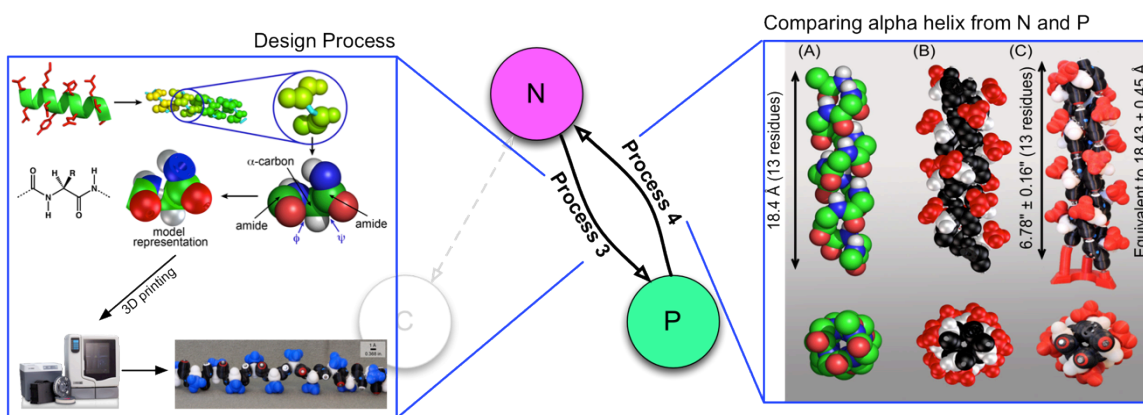 Design Process
Comparing alpha helix from N and P
N
Process 3
Process 4
C
P
α-carbon
amide
amide
ϕ
ψ
model
representation
O
H
R
N
H
O
H
N
3D printing
1 Å
(A)
(B)
(C)
18.4 Å (13 residues)
6.78" ± 0.16" (13 residues)
Equivalent to 18.43 ± 0.45 Å